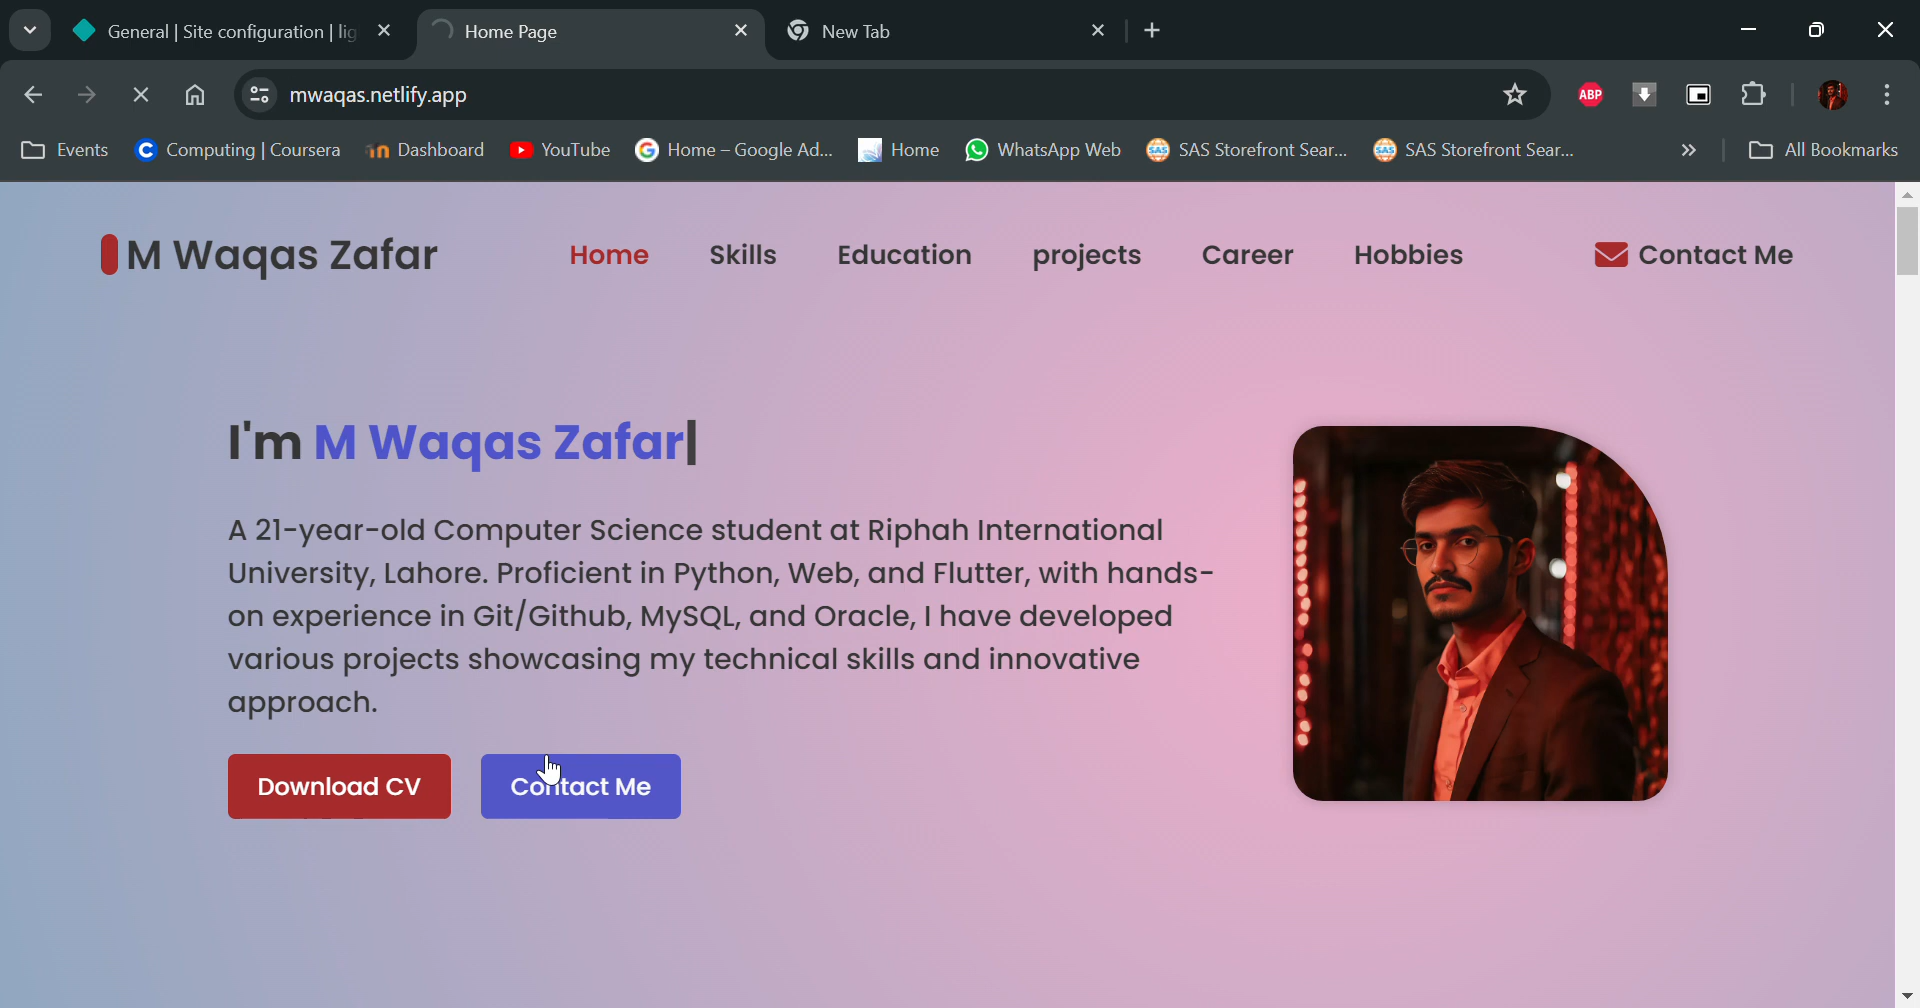 General | Site configuration | lig
Home Page
New Tab
mwaqas.netlify.app
ABP
Events
Computing | Coursera
Dashboard
YouTube
Home – Google Ad...
Home
WhatsApp Web
SAS Storefront Sear...
SAS Storefront Sear...
All Bookmarks
M Waqas Zafar
Home
Skills
Education
projects
Career
Hobbies
Contact Me
I'm M Waqas Zafar|
A 21-year-old Computer Science student at Riphah International
University, Lahore. Proficient in Python, Web, and Flutter, with hands-
on experience in Git/Github, MySQL, and Oracle, I have developed
various projects showcasing my technical skills and innovative
approach.
Download CV
Contact Me